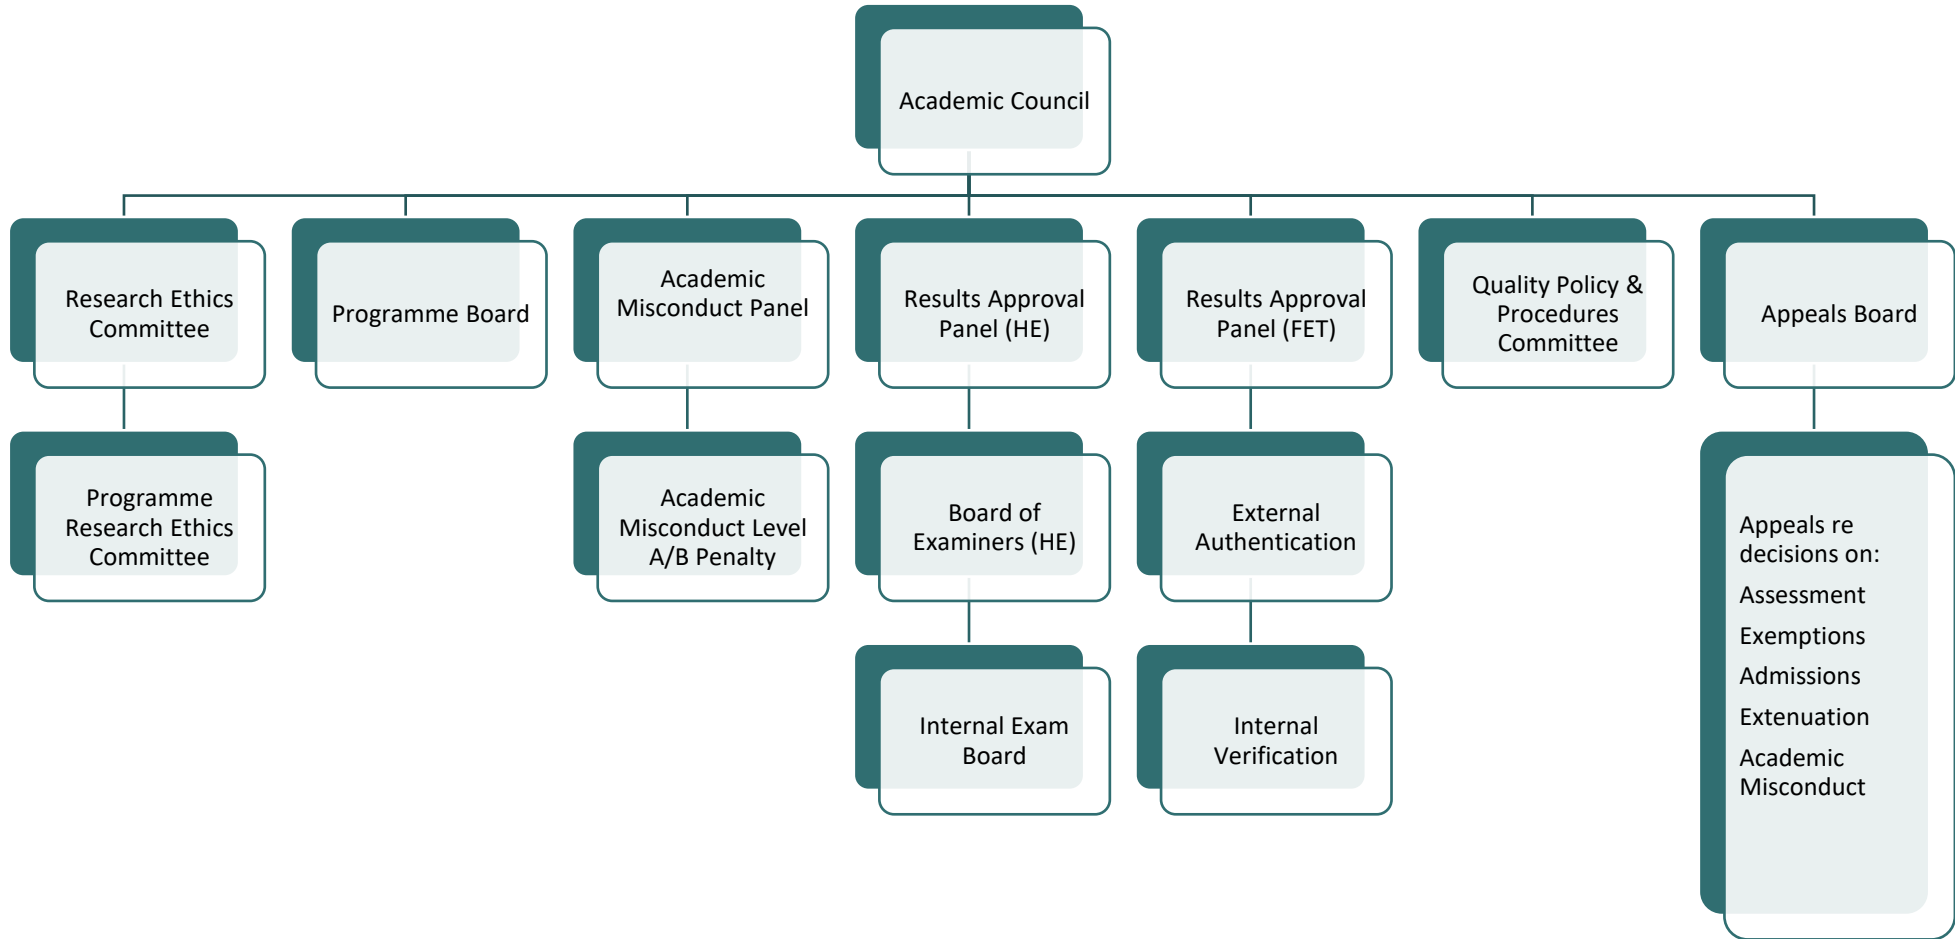 Academic Council
Research Ethics
Committee
Programme Board
Academic
Misconduct Panel
Results Approval
Panel (HE)
Results Approval
Panel (FET)
Quality Policy &
Procedures
Committee
Appeals Board
Programme
Research Ethics
Committee
Academic
Misconduct Level
A/B Penalty
Board of
Examiners (HE)
External
Authentication
Appeals re
decisions on:
Assessment
Exemptions
Admissions
Extenuation
Academic
Misconduct
Internal Exam
Board
Internal
Verification